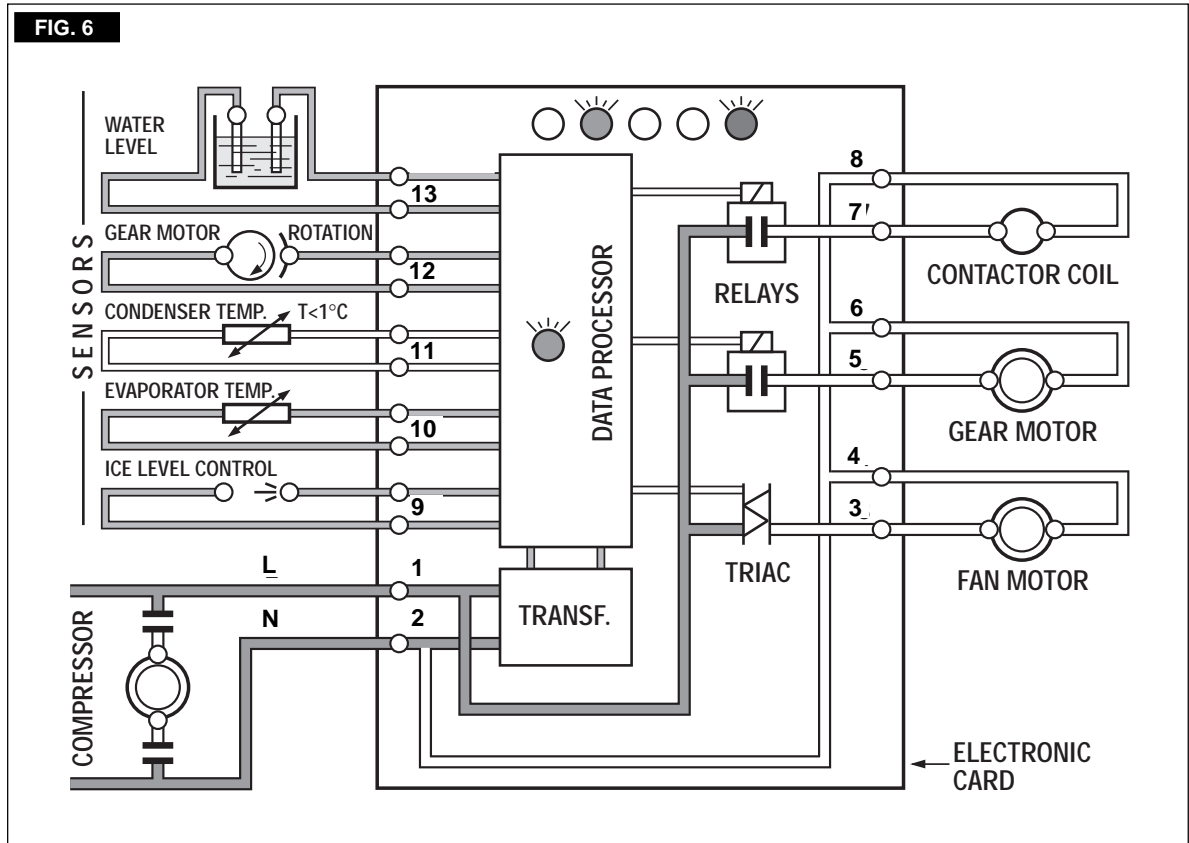 FIG. 6
WATER
LEVEL
13
GEAR MOTOR ROTATION
12
CONDENSER TEMP. T<1°C
11
EVAPORATOR TEMP.
10
ICE LEVEL CONTROL
9
SENSORS
L
1
N
2
COMPRESSOR
DATA PROCESSOR
TRANSF.
RELAYS
TRIAC
8
7
CONTACTOR COIL
6
5
GEAR MOTOR
4
3
FAN MOTOR
ELECTRONIC
CARD